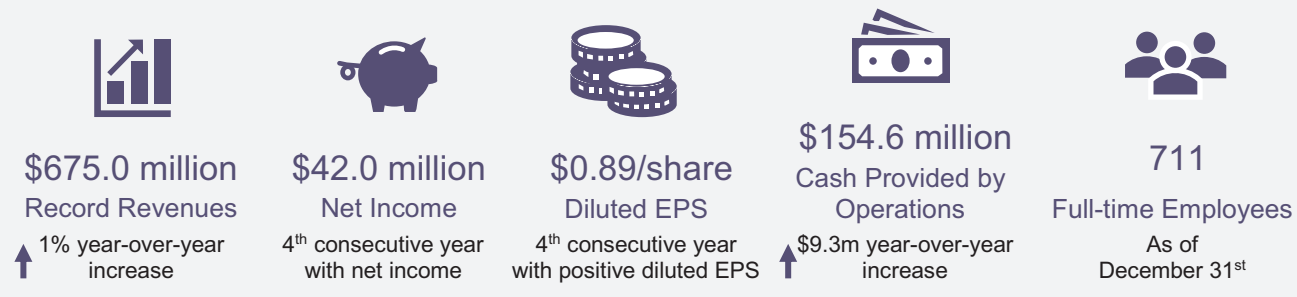 $675.0 million
Record Revenues
1% year-over-year
increase
$42.0 million
Net Income
4th consecutive year
with net income
$0.89/share
Diluted EPS
4th consecutive year
with positive diluted EPS
$154.6 million
Cash Provided by
Operations
$9.3m year-over-year
increase
711
Full-time Employees
As of
December 31st